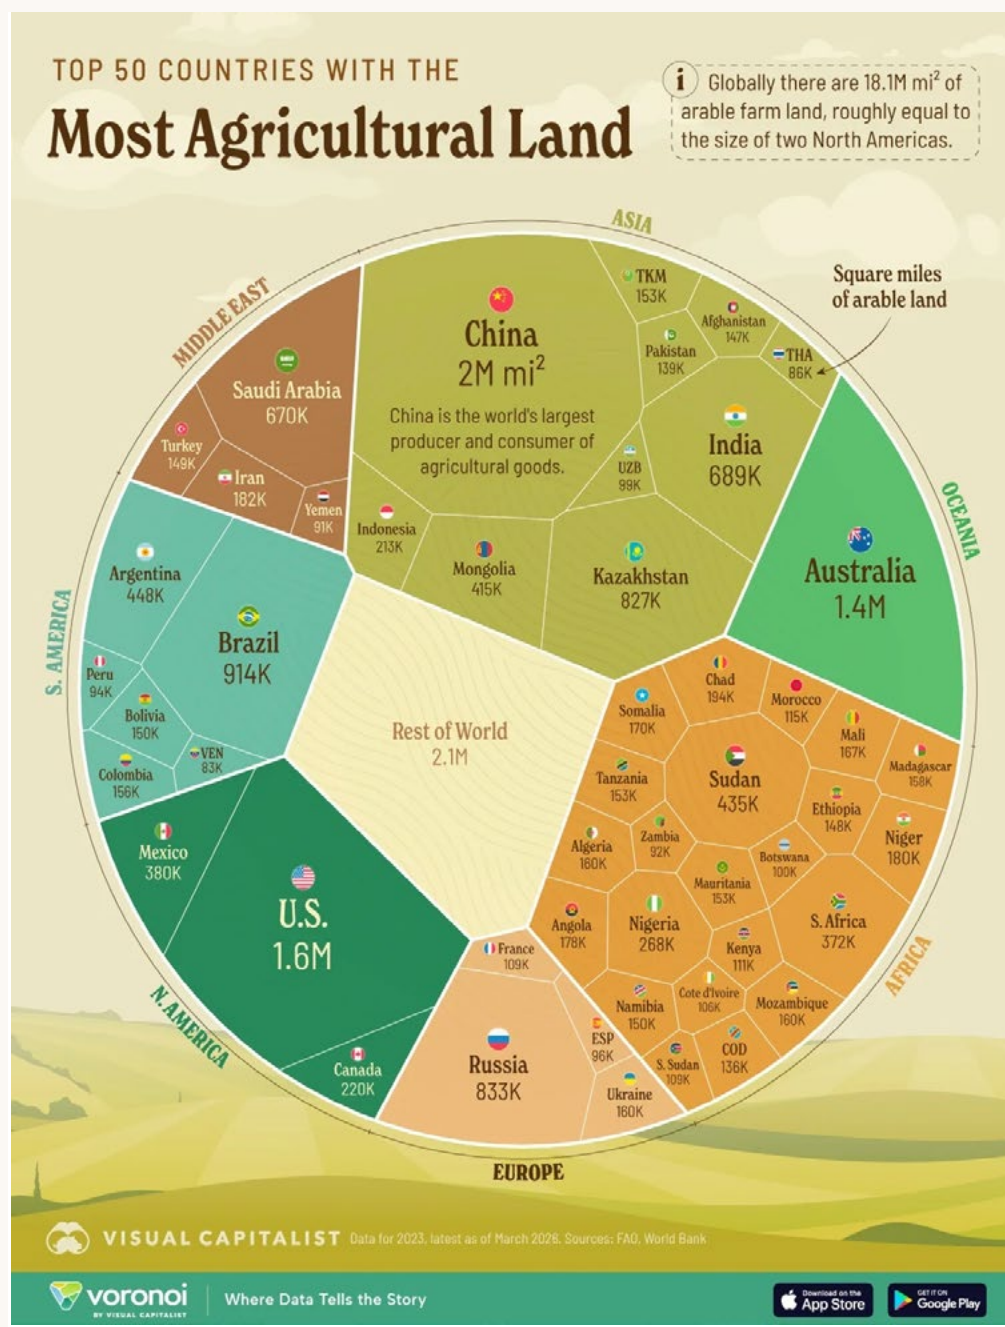 TOP 50 COUNTRIES WITH THE
Most Agricultural Land
i Globally there are 18.1M mi² of
arable farm land, roughly equal to
the size of two North Americas.
ASIA
Square miles
of arable land
MIDDLE EAST
Saudi Arabia
670K
Turkey
149K
Iran
182K
Yemen
91K
China
2M mi²
China is the world's largest
producer and consumer of
agricultural goods.
TKM
153K
Afghanistan
147K
Pakistan
139K
THA
86K
India
689K
UZB
99K
Indonesia
213K
Mongolia
415K
Kazakhstan
827K
OCEANIA
Australia
1.4M
S. AMERICA
Argentina
448K
Brazil
914K
Peru
94K
Bolivia
150K
VEN
83K
Colombia
156K
Rest of World
2.1M
Chad
194K
Morocco
115K
Somalia
170K
Mali
167K
Madagascar
158K
Tanzania
153K
Sudan
435K
Ethiopia
148K
Niger
180K
Algeria
160K
Zambia
92K
Botswana
100K
Mauritania
153K
Angola
178K
Nigeria
268K
Kenya
111K
S. Africa
372K
Namibia
150K
Cote d'Ivoire
106K
Mozambique
160K
S. Sudan
109K
COD
136K
AFRICA
N. AMERICA
Mexico
380K
U.S.
1.6M
Canada
220K
France
109K
Russia
833K
ESP
96K
Ukraine
160K
EUROPE
VISUAL CAPITALIST Data for 2023, latest as of March 2026. Sources: FAO, World Bank
voronoi
BY VISUAL CAPITALIST
Where Data Tells the Story
Download on the
App Store
GET IT ON
Google Play